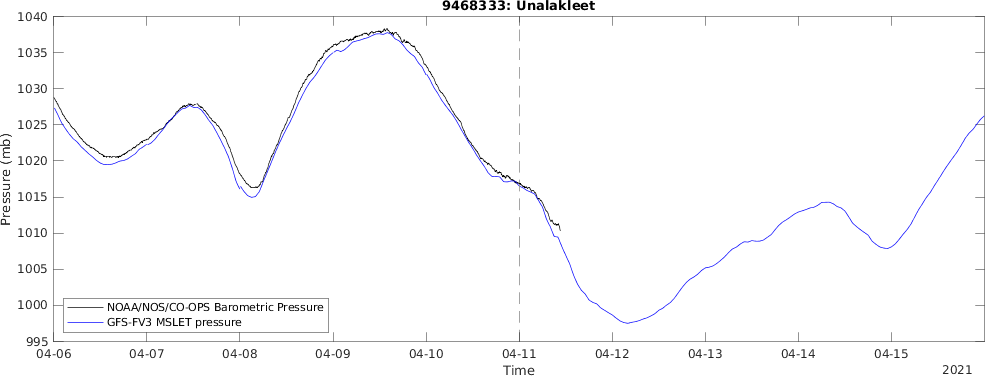 9468333: Unalakleet
1040
1035
1030
1025
1020
1015
1010
1005
1000
995
Pressure (mb)
NOAA/NOS/CO-OPS Barometric Pressure
GFS-FV3 MSLET pressure
04-06 04-07 04-08 04-09 04-10 04-11 04-12 04-13 04-14 04-15
Time
2021